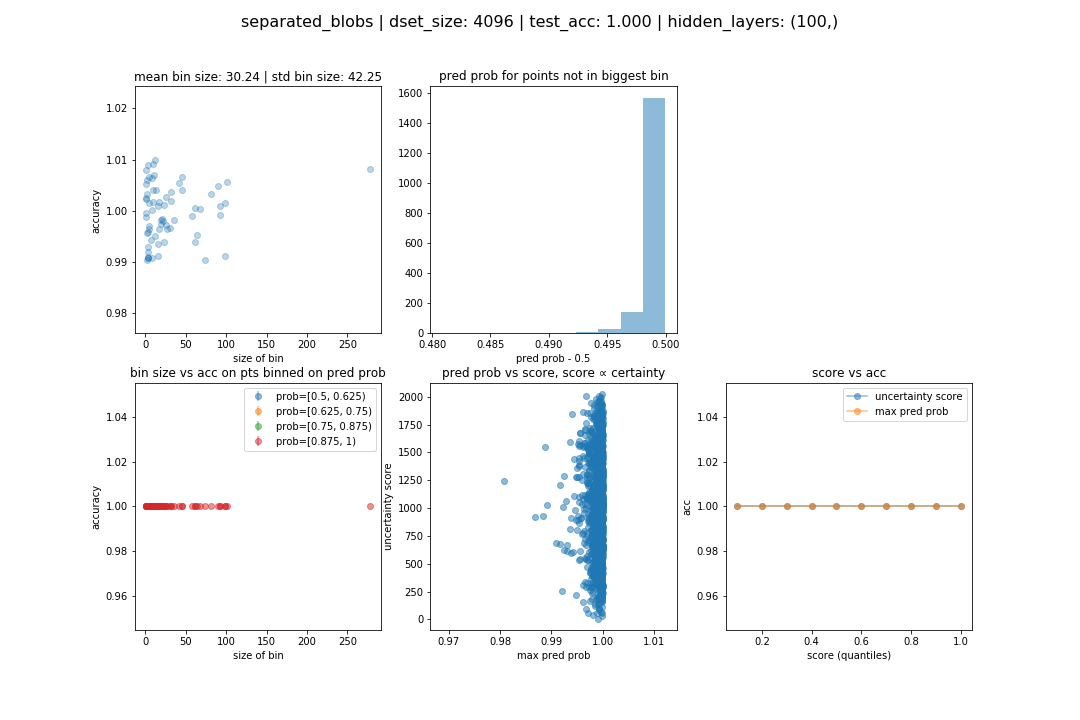 separated_blobs | dset_size: 4096 | test_acc: 1.000 | hidden_layers: (100,)
mean bin size: 30.24 | std bin size: 42.25
1.02
1.01
1.00
0.99
0.98
accuracy
0
50
100
150
200
250
size of bin
pred prob for points not in biggest bin
1600
1400
1200
1000
800
600
400
200
0
0.480
0.485
0.490
0.495
0.500
pred prob - 0.5
bin size vs acc on pts binned on pred prob
prob=[0.5, 0.625)
prob=[0.625, 0.75)
prob=[0.75, 0.875)
prob=[0.875, 1)
1.04
1.02
1.00
0.98
0.96
accuracy
0
50
100
150
200
250
size of bin
pred prob vs score, score ∝ certainty
2000
1750
1500
1250
1000
750
500
250
0
uncertainty score
0.97
0.98
0.99
1.00
1.01
max pred prob
score vs acc
uncertainty score
max pred prob
1.04
1.02
1.00
0.98
0.96
acc
0.2
0.4
0.6
0.8
1.0
score (quantiles)